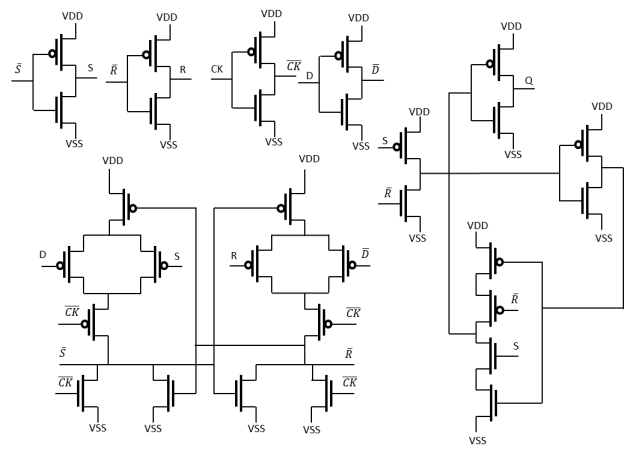 VDD VDD VDD VDD VDD
S̅ S R̅ R CK C̅K̅ D D̅ Q
VSS VSS VSS VSS VSS
VDD VDD
S
R̅
VSS VSS
VDD VDD VDD
D S R D̅
R̅
C̅K̅ C̅K̅
S
S̅ R̅
C̅K̅ C̅K̅
VSS VSS VSS VSS VSS